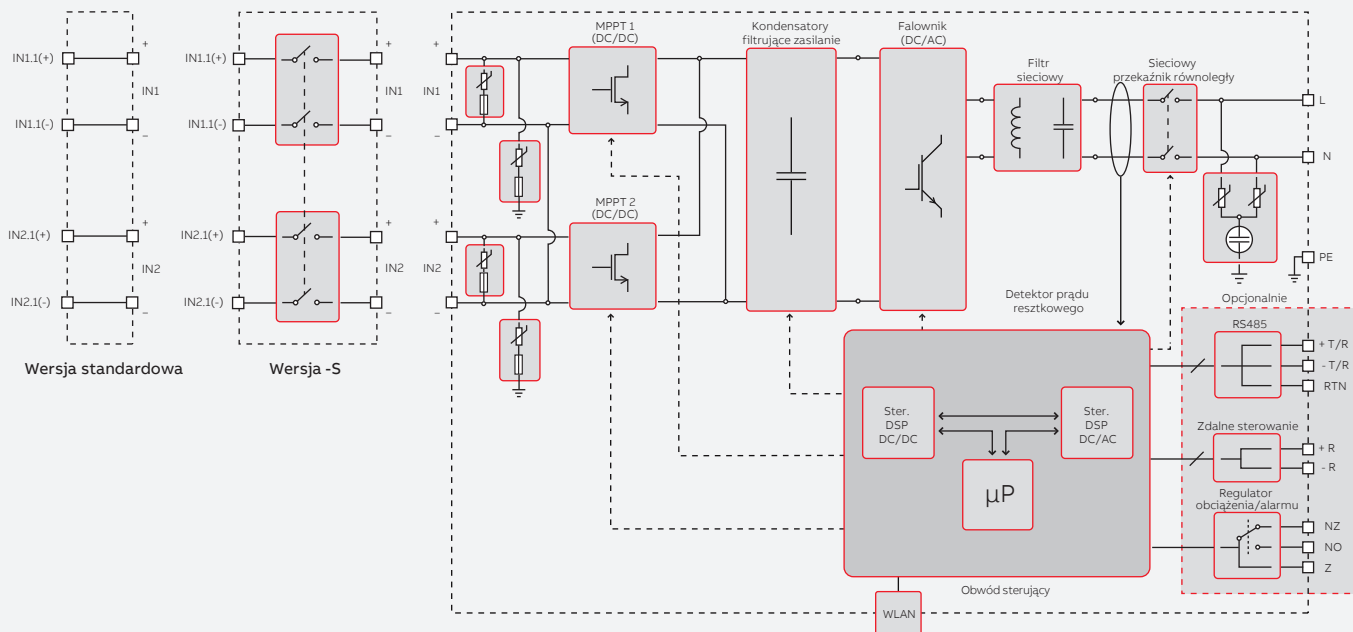 IN1.1(+)
+
IN1
IN1.1(-)
–
IN2.1(+)
+
IN2
IN2.1(-)
–
Wersja standardowa
IN1.1(+)
+
IN1
IN1.1(-)
–
IN2.1(+)
+
IN2
IN2.1(-)
–
Wersja -S
+
IN1
–
+
IN2
–
MPPT 1
(DC/DC)
MPPT 2
(DC/DC)
Kondensatory
filtrujące zasilanie
Falownik
(DC/AC)
Filtr
sieciowy
Sieciowy
przekaźnik równoległy
L
N
PE
Detektor prądu
resztkowego
Opcjonalnie
RS485
+ T/R
- T/R
RTN
Zdalne sterowanie
+ R
- R
Regulator
obciążenia/alarmu
NZ
NO
Z
Ster.
DSP
DC/DC
Ster.
DSP
DC/AC
µP
Obwód sterujący
WLAN